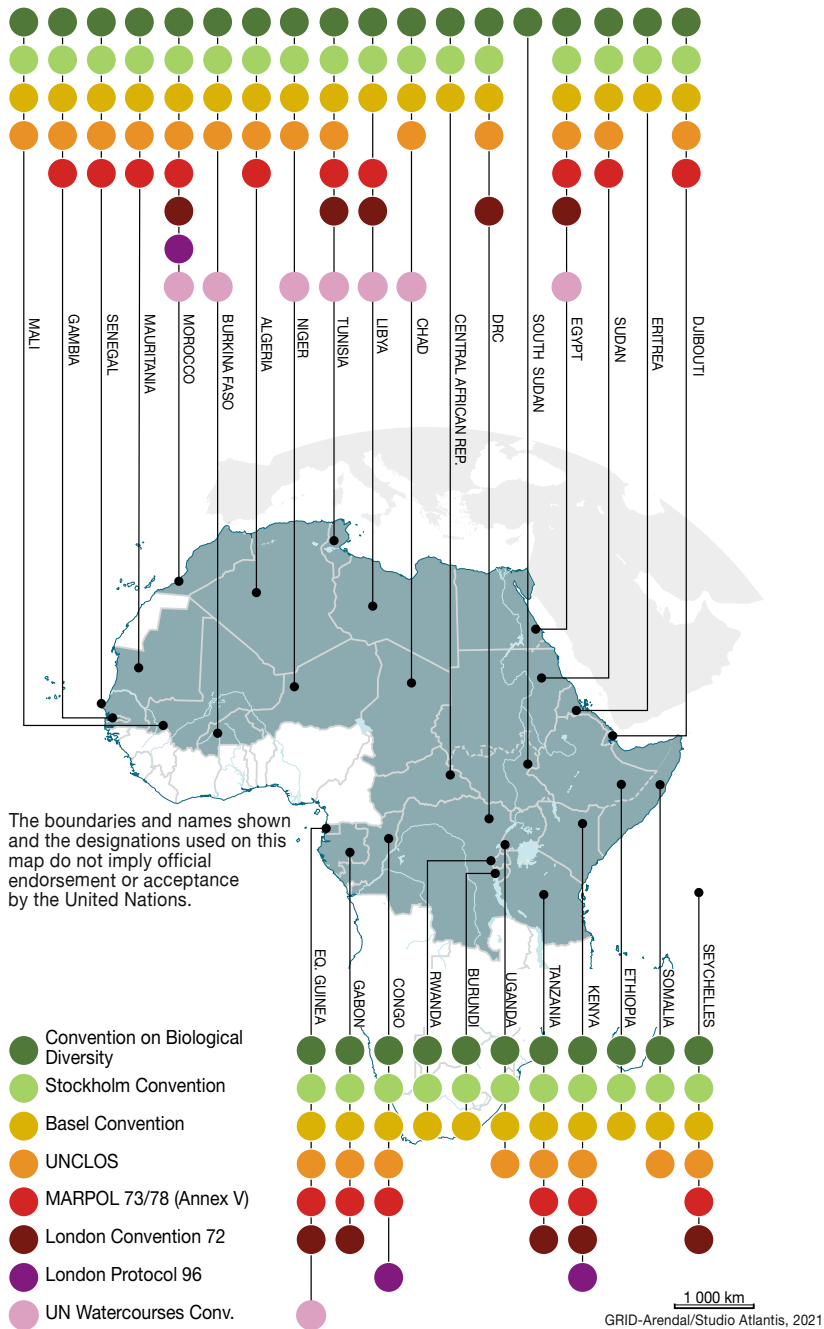 MALI
GAMBIA
SENEGAL
MAURITANIA
MOROCCO
BURKINA FASO
ALGERIA
NIGER
TUNISIA
LIBYA
CHAD
CENTRAL AFRICAN REP.
DRC
SOUTH SUDAN
EGYPT
SUDAN
ERITREA
DJIBOUTI
The boundaries and names shown
and the designations used on this
map do not imply official
endorsement or acceptance
by the United Nations.
EQ. GUINEA
GABON
CONGO
RWANDA
BURUNDI
UGANDA
TANZANIA
KENYA
ETHIOPIA
SOMALIA
SEYCHELLES
Convention on Biological
Diversity
Stockholm Convention
Basel Convention
UNCLOS
MARPOL 73/78 (Annex V)
London Convention 72
London Protocol 96
UN Watercourses Conv.
1 000 km
GRID-Arendal/Studio Atlantis, 2021